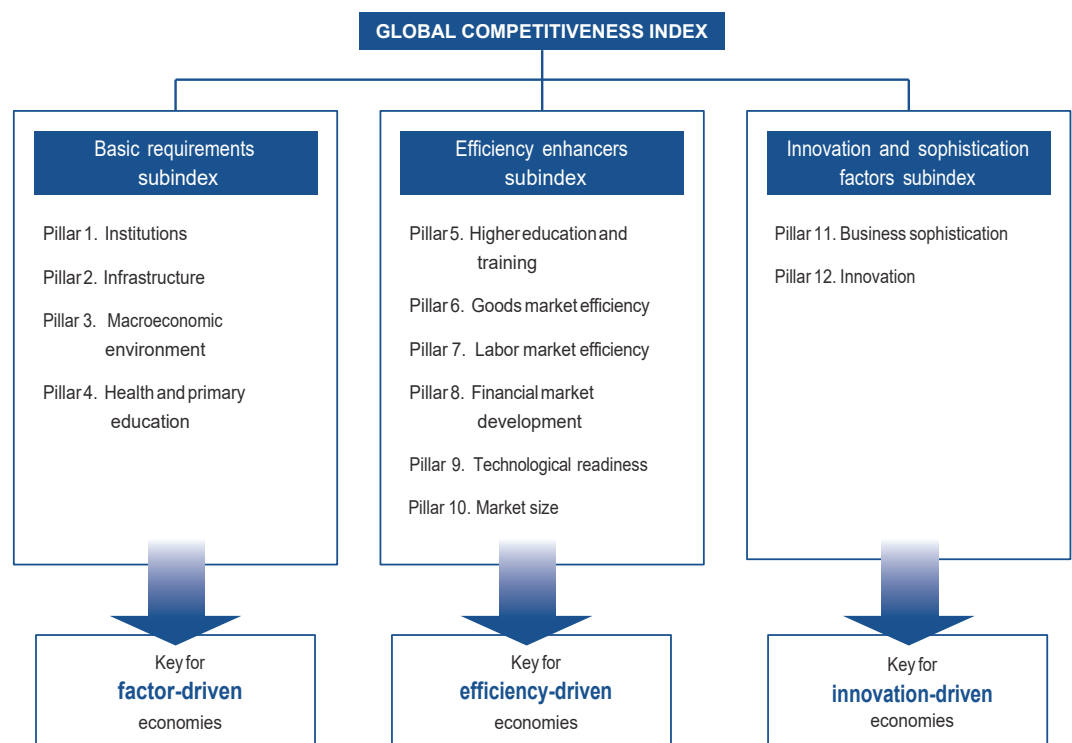 GLOBAL COMPETITIVENESS INDEX
Basic requirements
subindex
Pillar 1. Institutions
Pillar 2. Infrastructure
Pillar 3. Macroeconomic
environment
Pillar 4. Health and primary
education
Key for
factor-driven
economies
Efficiency enhancers
subindex
Pillar 5. Higher education and
training
Pillar 6. Goods market efficiency
Pillar 7. Labor market efficiency
Pillar 8. Financial market
development
Pillar 9. Technological readiness
Pillar 10. Market size
Key for
efficiency-driven
economies
Innovation and sophistication
factors subindex
Pillar 11. Business sophistication
Pillar 12. Innovation
Key for
innovation-driven
economies